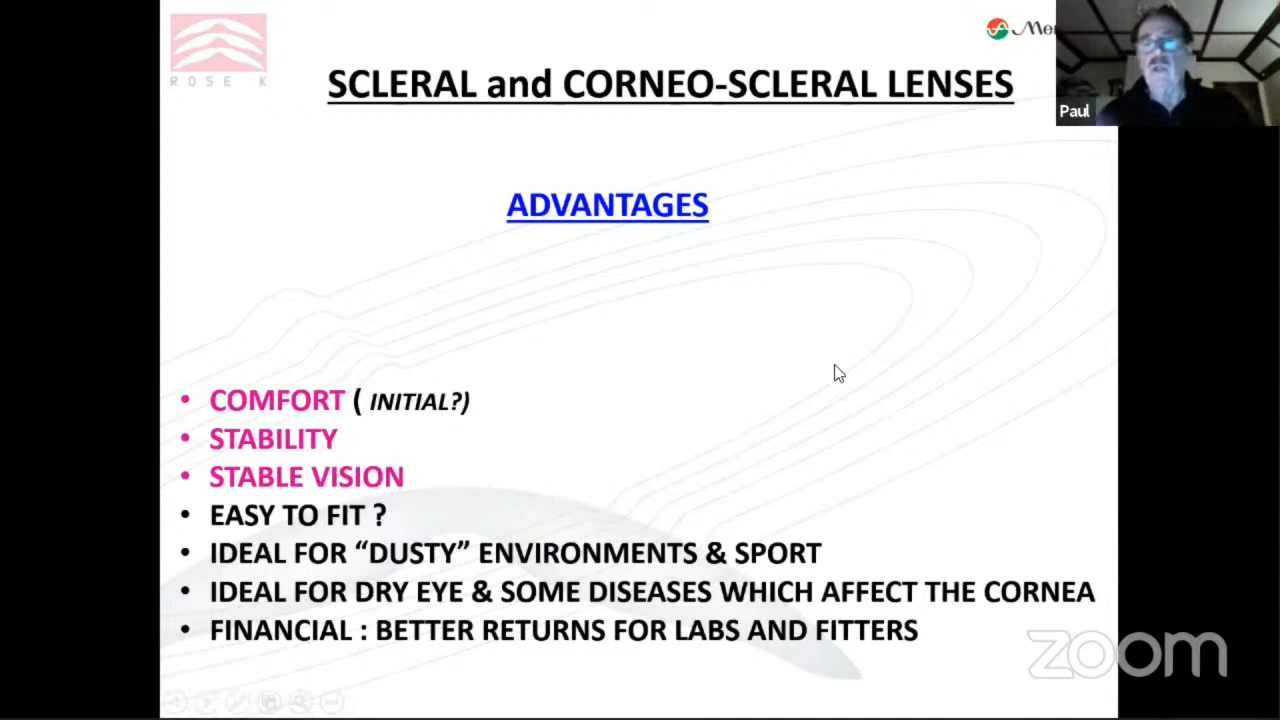 ROSE K
SCLERAL and CORNEO-SCLERAL LENSES
Paul
ADVANTAGES
• COMFORT ( INITIAL?)
• STABILITY
• STABLE VISION
• EASY TO FIT ?
• IDEAL FOR “DUSTY” ENVIRONMENTS & SPORT
• IDEAL FOR DRY EYE & SOME DISEASES WHICH AFFECT THE CORNEA
• FINANCIAL : BETTER RETURNS FOR LABS AND FITTERS
zoom